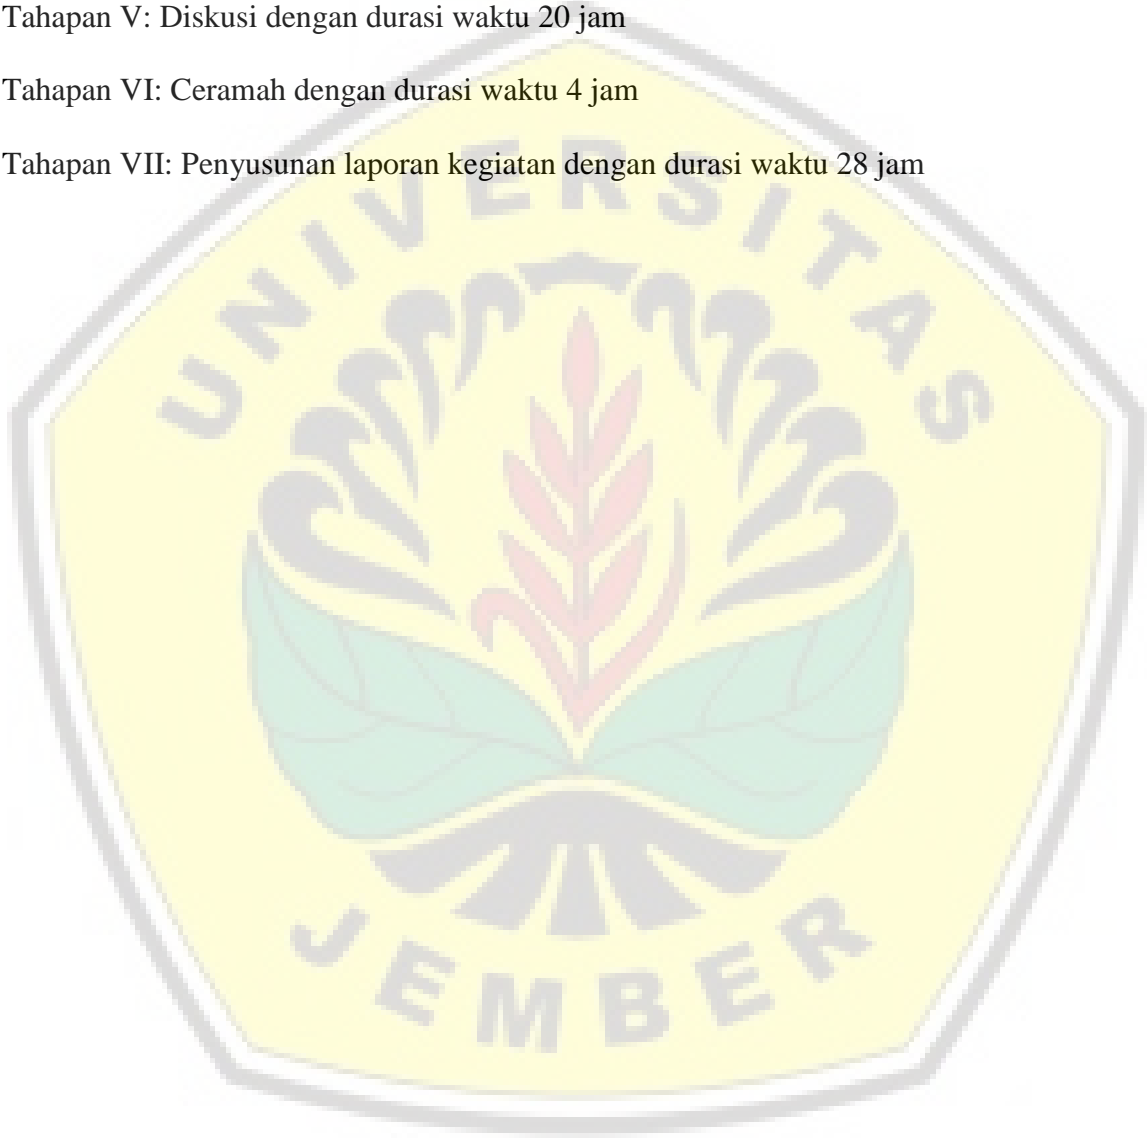 Tahapan V: Diskusi dengan durasi waktu 20 jam
Tahapan VI: Ceramah dengan durasi waktu 4 jam
Tahapan VII: Penyusunan laporan kegiatan dengan durasi waktu 28 jam
UNIVERSITAS
JEMBER